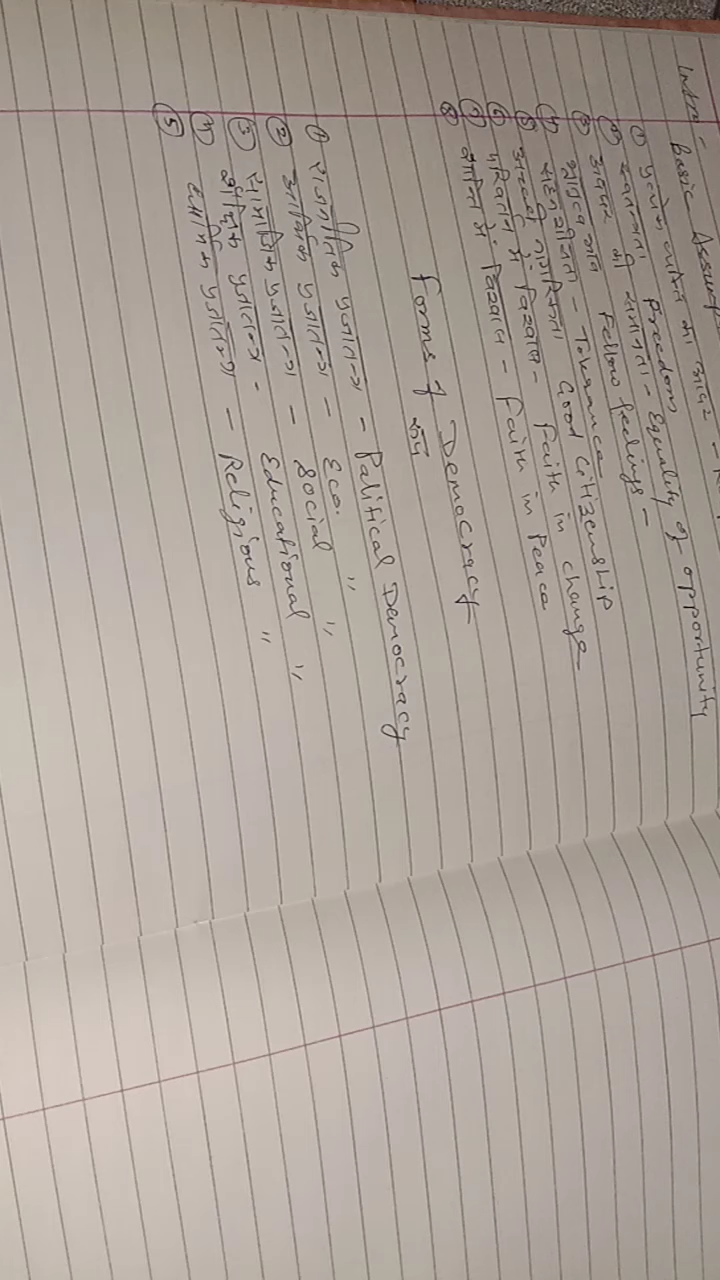 Intro - Basic
① प्रत्येक व्यक्ति का आदर -
② स्वतन्त्रता Freedom
③ अवसर की समानता - Equality of opportunity
④ भ्रातृत्व भाव Fellow feelings -
⑤ सहनशीलता - Tolerance
⑥ अच्छी नागरिकता Good Citizenship
⑦ परिवर्तन में विश्वास - Faith in change
⑧ शान्ति में विश्वास - Faith in Peace
Forms of Democracy
रूप
① राजनीतिक प्रजातन्त्र - Palitical Democracy
② आर्थिक प्रजातन्त्र - Eco. "
③ सामाजिक प्रजातन्त्र - Social "
④ शैक्षिक प्रजातन्त्र - Educational "
⑤ धार्मिक प्रजातन्त्र - Religious "